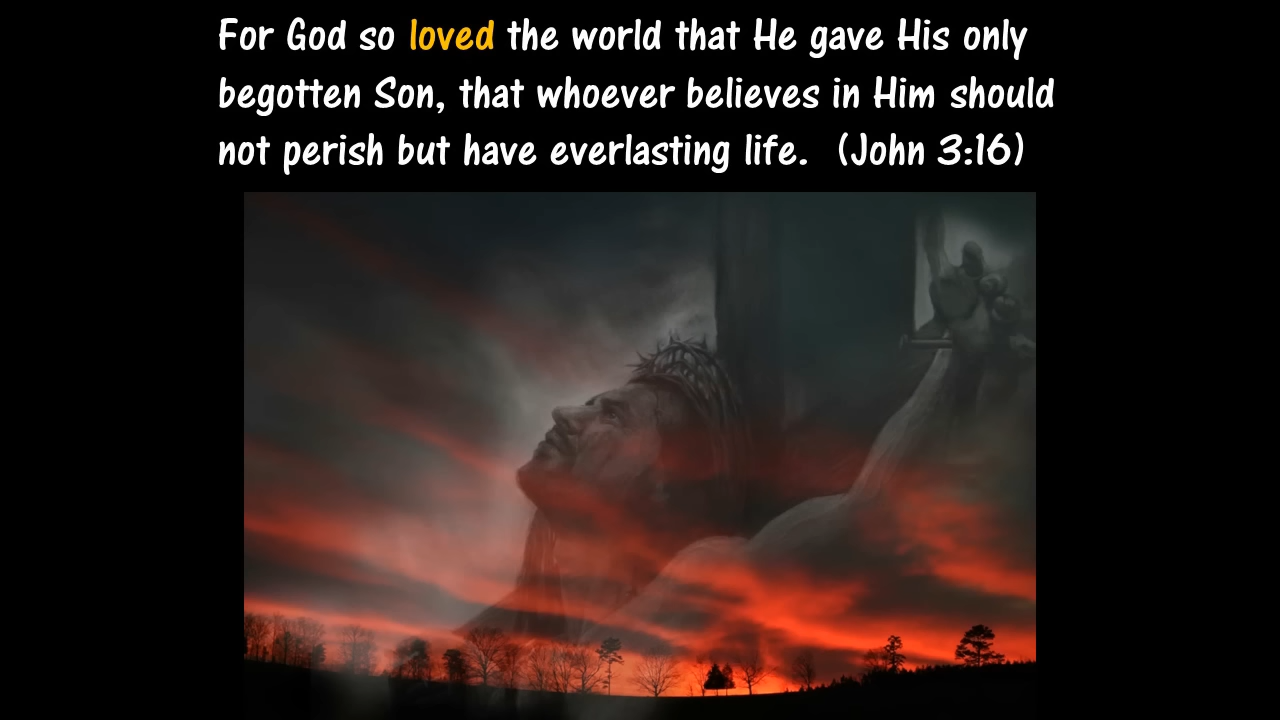 For God so loved the world that He gave His only
begotten Son, that whoever believes in Him should
not perish but have everlasting life.  (John 3:16)